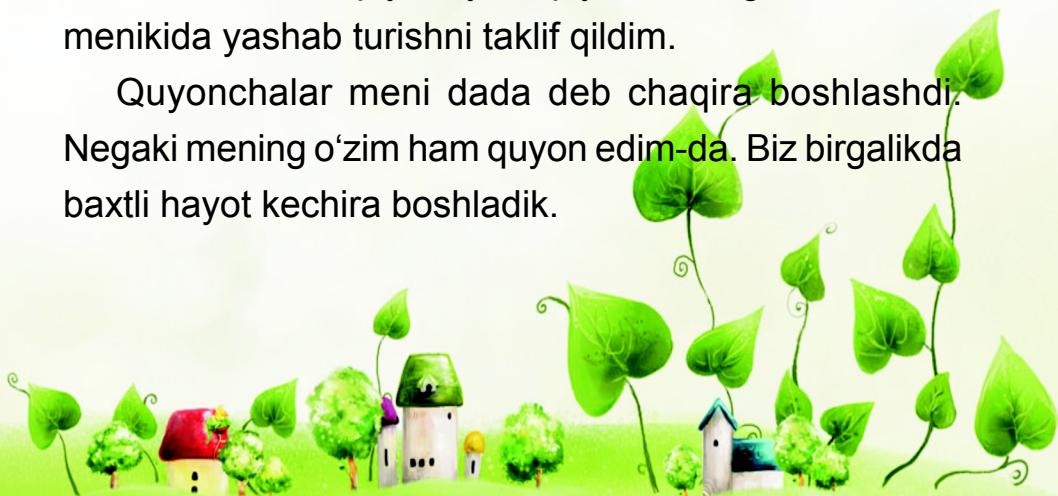 menikida yashab turishni taklif qildim.
Quyonchalar meni dada deb chaqira boshlashdi.
Negaki mening o‘zim ham quyon edim-da. Biz birgalikda
baxtli hayot kechira boshladik.